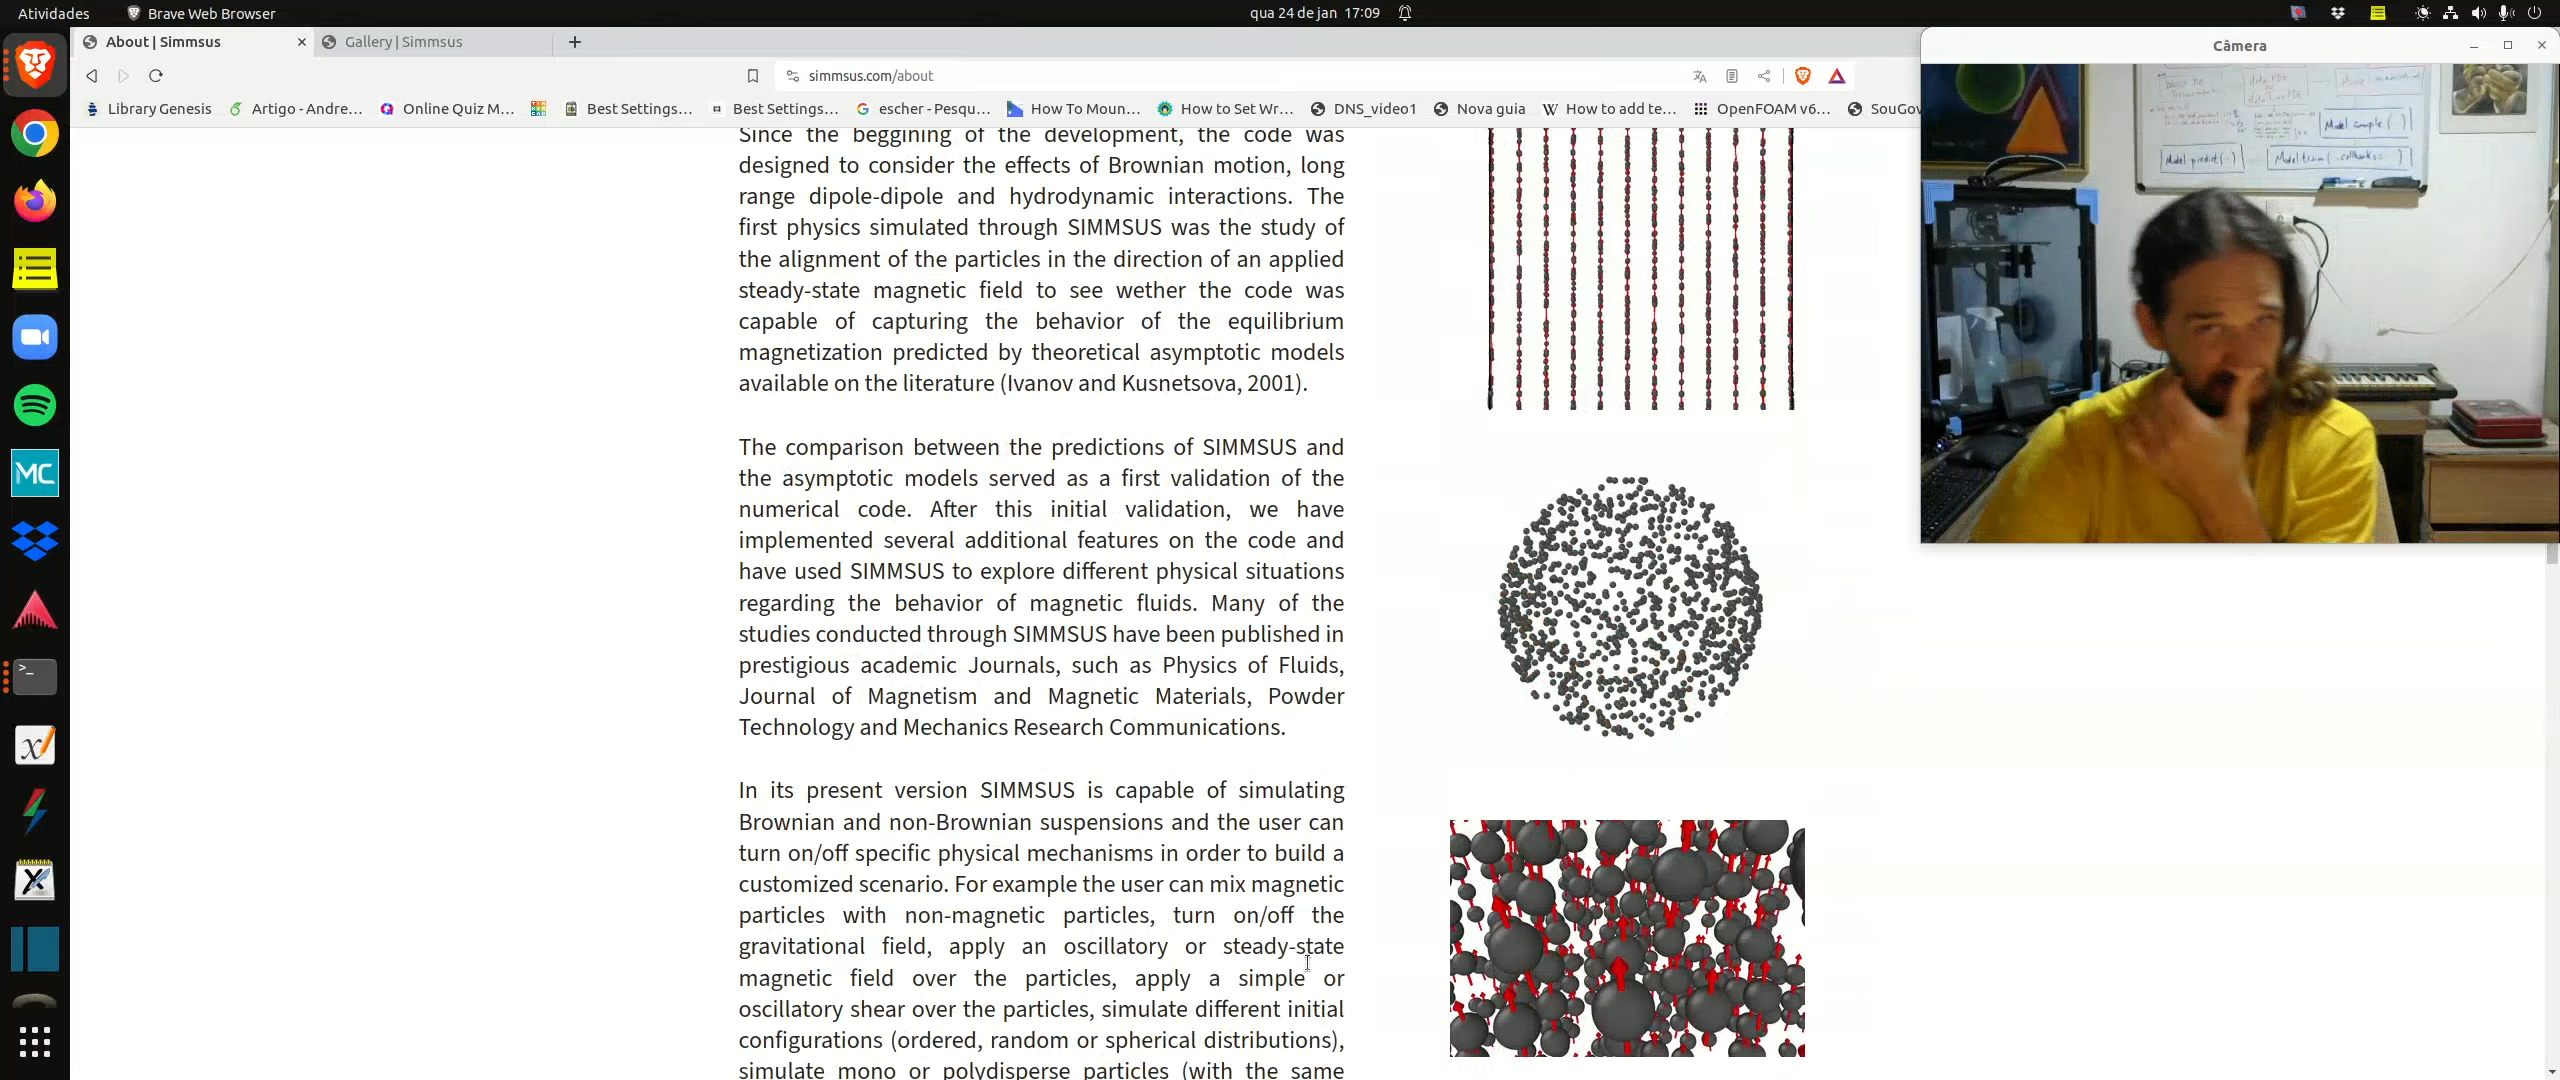 Atividades
Brave Web Browser
qua 24 de jan 17:09
About | Simmsus
Gallery | Simmsus
Câmera
simmsus.com/about
Library Genesis
Artigo - Andre...
Online Quiz M...
Best Settings...
Best Settings...
escher - Pesqu...
How To Moun...
How to Set Wr...
DNS_video1
Nova guia
How to add te...
OpenFOAM v6...
SouGov
Since the beggining of the development, the code was
designed to consider the effects of Brownian motion, long
range dipole-dipole and hydrodynamic interactions. The
first physics simulated through SIMMSUS was the study of
the alignment of the particles in the direction of an applied
steady-state magnetic field to see wether the code was
capable of capturing the behavior of the equilibrium
magnetization predicted by theoretical asymptotic models
available on the literature (Ivanov and Kusnetsova, 2001).
The comparison between the predictions of SIMMSUS and
the asymptotic models served as a first validation of the
numerical code. After this initial validation, we have
implemented several additional features on the code and
have used SIMMSUS to explore different physical situations
regarding the behavior of magnetic fluids. Many of the
studies conducted through SIMMSUS have been published in
prestigious academic Journals, such as Physics of Fluids,
Journal of Magnetism and Magnetic Materials, Powder
Technology and Mechanics Research Communications.
In its present version SIMMSUS is capable of simulating
Brownian and non-Brownian suspensions and the user can
turn on/off specific physical mechanisms in order to build a
customized scenario. For example the user can mix magnetic
particles with non-magnetic particles, turn on/off the
gravitational field, apply an oscillatory or steady-state
magnetic field over the particles, apply a simple or
oscillatory shear over the particles, simulate different initial
configurations (ordered, random or spherical distributions),
simulate mono or polydisperse particles (with the same
MC
Model compile ( )
Model predict ( )